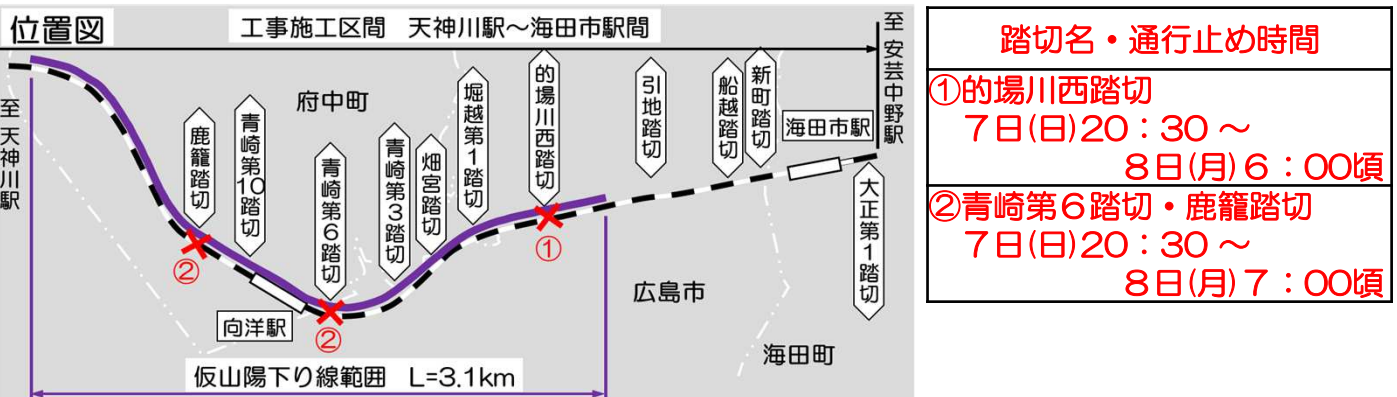 位置図
工事施工区間　天神川駅～海田市駅間
至 安芸中野駅
至 天神川駅
鹿籠踏切
青崎第10踏切
府中町
青崎第6踏切
青崎第3踏切
畑宮踏切
堀越第1踏切
的場川西踏切
引地踏切
船越踏切
新町踏切
海田市駅
大正第1踏切
②
①
向洋駅
②
広島市
海田町
仮山陽下り線範囲　L=3.1km
踏切名・通行止め時間
①的場川西踏切
7日(日)20：30～
8日(月)6：00頃
②青崎第6踏切・鹿籠踏切
7日(日)20：30～
8日(月)7：00頃